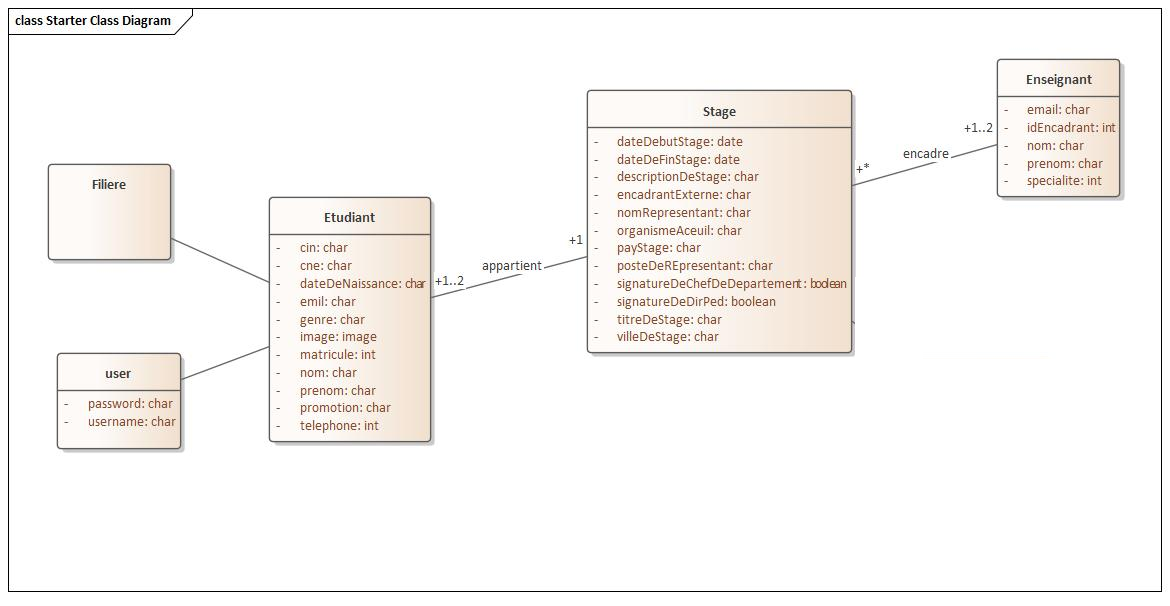 class Starter Class Diagram
Filiere
user
- password: char
- username: char
Etudiant
- cin: char
- cne: char
- dateDeNaissance: char
- emil: char
- genre: char
- image: image
- matricule: int
- nom: char
- prenom: char
- promotion: char
- telephone: int
+1..2
appartient
+1
Stage
- dateDebutStage: date
- dateDeFinStage: date
- descriptionDeStage: char
- encadrantExterne: char
- nomRepresentant: char
- organismeAceuil: char
- payStage: char
- posteDeREpresentant: char
- signatureDeChefDeDepartement: boolean
- signatureDeDirPed: boolean
- titreDeStage: char
- villeDeStage: char
+*
encadre
+1..2
Enseignant
- email: char
- idEncadrant: int
- nom: char
- prenom: char
- specialite: int